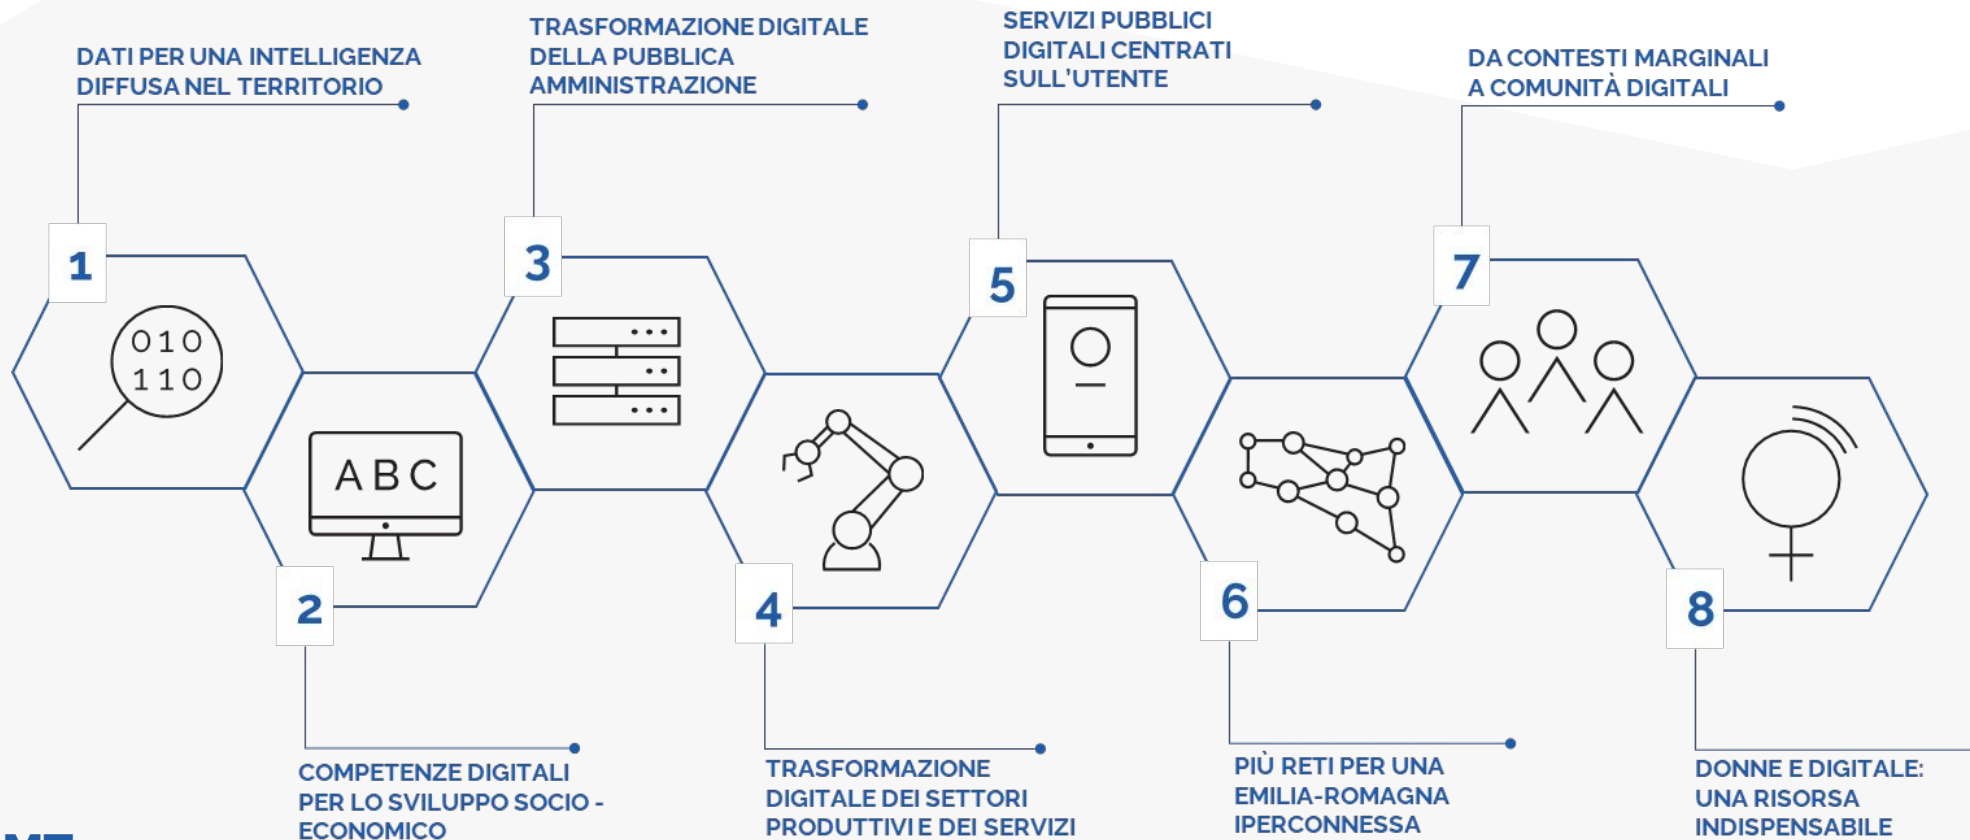 DATI PER UNA INTELLIGENZA
DIFFUSA NEL TERRITORIO
TRASFORMAZIONE DIGITALE
DELLA PUBBLICA
AMMINISTRAZIONE
SERVIZI PUBBLICI
DIGITALI CENTRATI
SULL'UTENTE
DA CONTESTI MARGINALI
A COMUNITÀ DIGITALI
1
3
5
7
010
110
ABC
2
4
6
8
COMPETENZE DIGITALI
PER LO SVILUPPO SOCIO -
ECONOMICO
TRASFORMAZIONE
DIGITALE DEI SETTORI
PRODUTTIVI E DEI SERVIZI
PIÙ RETI PER UNA
EMILIA-ROMAGNA
IPERCONNESSA
DONNE E DIGITALE:
UNA RISORSA
INDISPENSABILE